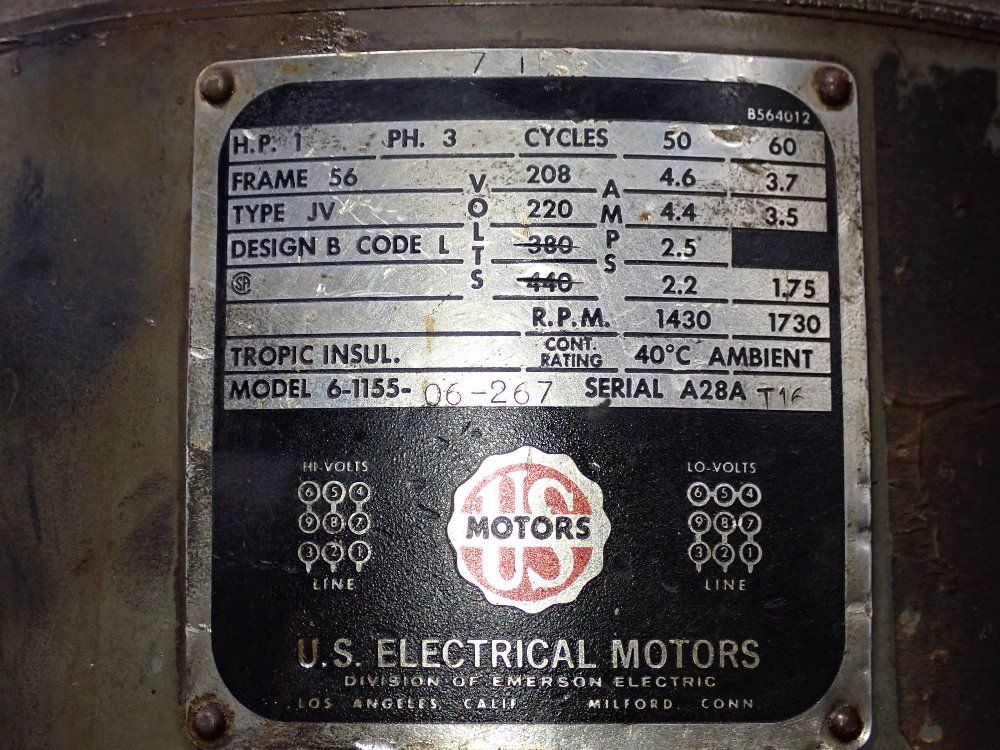 7 1
B564012
H.P. 1 PH. 3 CYCLES 50 60
FRAME 56 VOLTS 208 AMPS 4.6 3.7
TYPE JV 220 4.4 3.5
DESIGN B CODE L 380 2.5
SA 440 2.2 1.75
R.P.M. 1430 1730
TROPIC INSUL. CONT. RATING 40°C AMBIENT
MODEL 6-1155-06-267 SERIAL A28A T16
HI-VOLTS LO-VOLTS
6 5 4 6 5 4
9 8 7 9 8 7
3 2 1 3 2 1
LINE LINE
US
MOTORS
U.S. ELECTRICAL MOTORS
DIVISION OF EMERSON ELECTRIC
LOS ANGELES, CALIF. MILFORD, CONN.